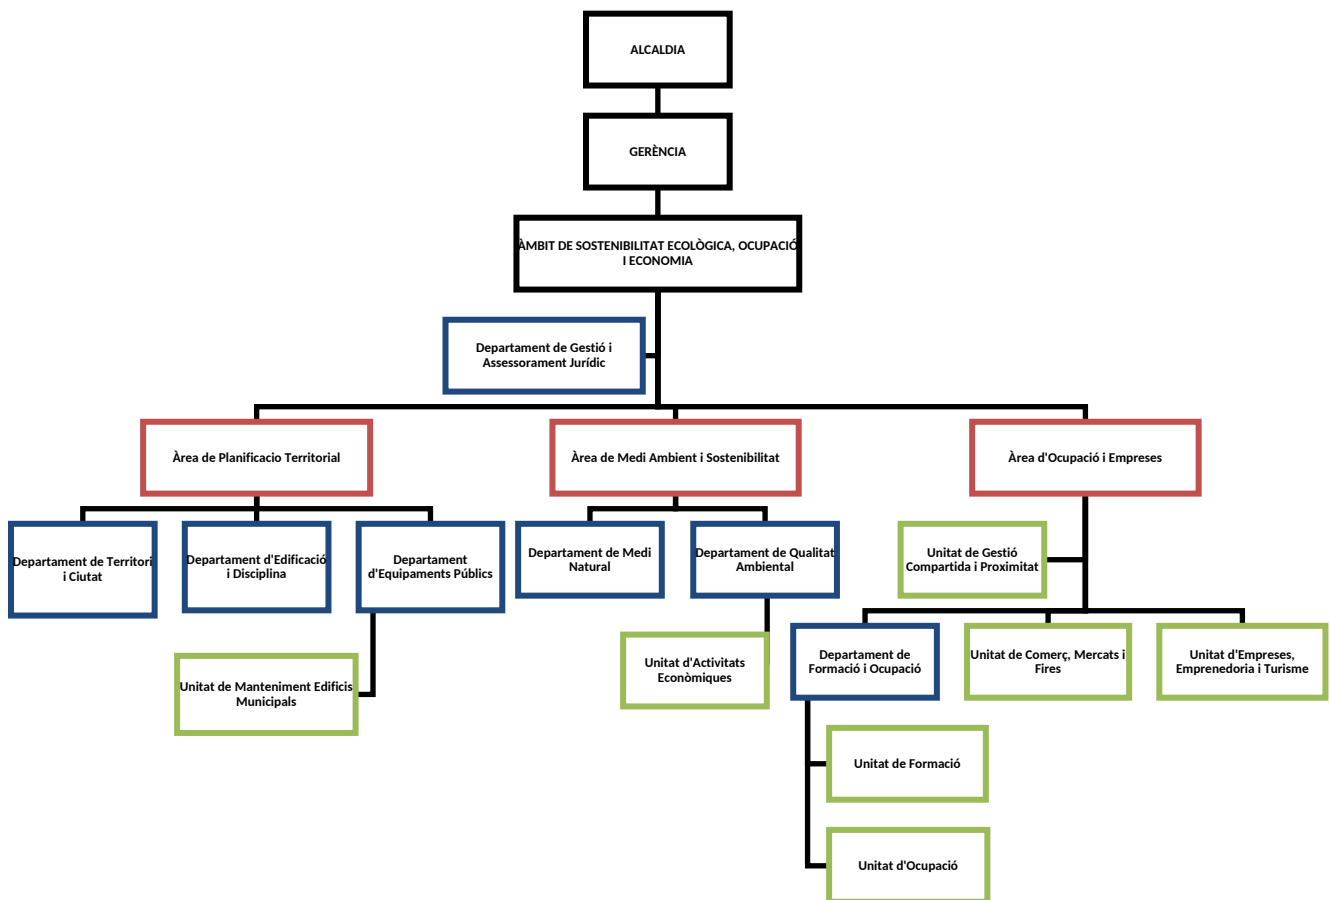 ALCALDIA
GERÈNCIA
ÀMBIT DE SOSTENIBILITAT ECOLÒGICA, OCUPACIÓ
I ECONOMIA
Departament de Gestió i
Assessorament Jurídic
Àrea de Planificacio Territorial
Àrea de Medi Ambient i Sostenibilitat
Àrea d'Ocupació i Empreses
Departament de Territori
i Ciutat
Departament d'Edificació
i Disciplina
Departament
d'Equipaments Públics
Departament de Medi
Natural
Departament de Qualitat
Ambiental
Unitat de Gestió
Compartida i Proximitat
Unitat de Manteniment Edificis
Municipals
Unitat d'Activitats
Econòmiques
Departament de
Formació i Ocupació
Unitat de Comerç, Mercats i
Fires
Unitat d'Empreses,
Emprenedoria i Turisme
Unitat de Formació
Unitat d'Ocupació